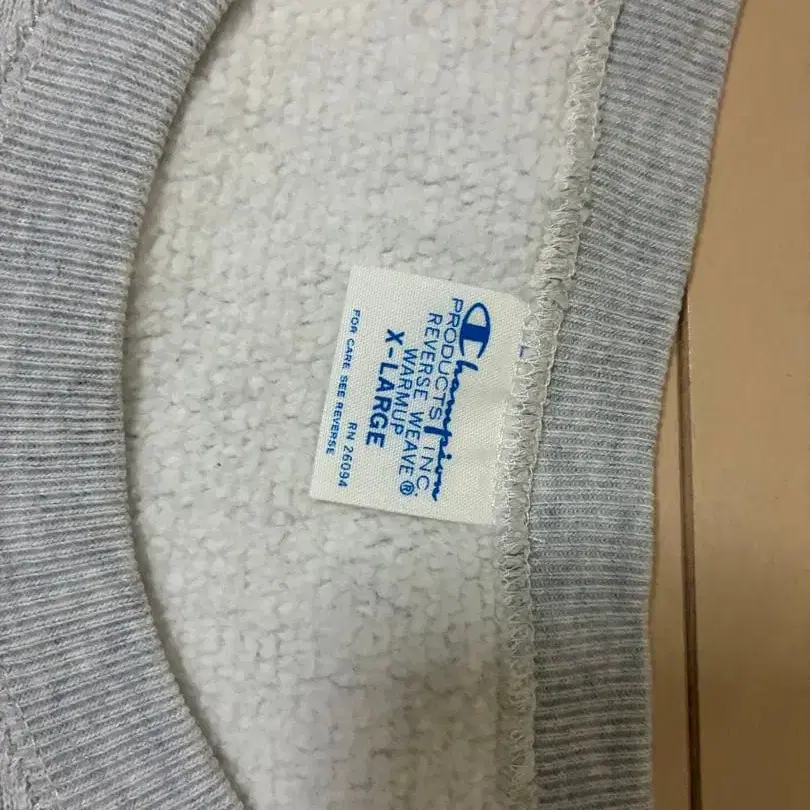 Champion
PRODUCTS INC.
REVERSE WEAVE®
WARMUP
X-LARGE
RN 26094
FOR CARE SEE REVERSE